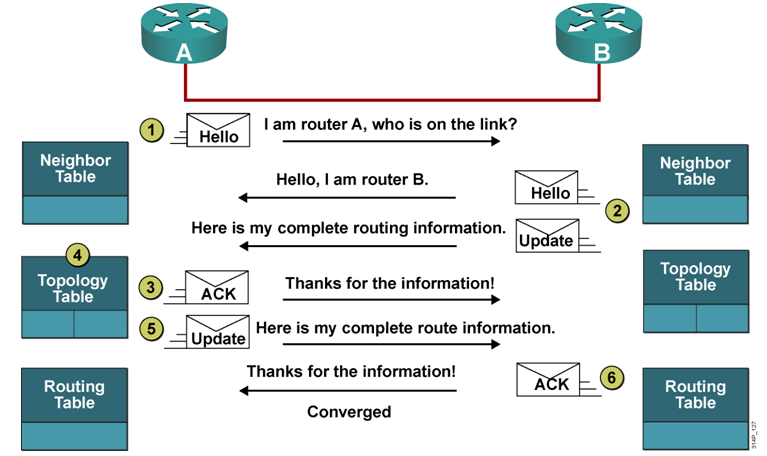 A
B
1
Hello
I am router A, who is on the link?
Neighbor
Table
Neighbor
Table
Hello, I am router B.
Hello
2
Here is my complete routing information.
Update
4
Topology
Table
3
ACK
Thanks for the information!
Topology
Table
5
Update
Here is my complete route information.
Routing
Table
Thanks for the information!
ACK
6
Routing
Table
Converged
314P_127